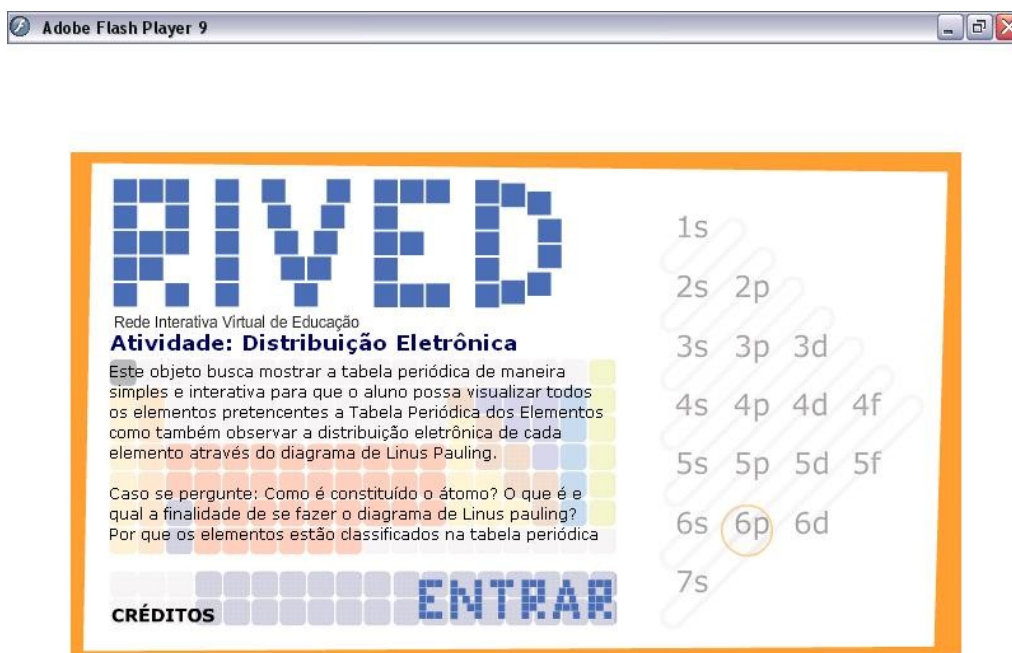 Adobe Flash Player 9
RIVED
Rede Interativa Virtual de Educação
Atividade: Distribuição Eletrônica
Este objeto busca mostrar a tabela periódica de maneira
simples e interativa para que o aluno possa visualizar todos
os elementos pretencentes a Tabela Periódica dos Elementos
como também observar a distribuição eletrônica de cada
elemento através do diagrama de Linus Pauling.
Caso se pergunte: Como é constituído o átomo? O que é e
qual a finalidade de se fazer o diagrama de Linus pauling?
Por que os elementos estão classificados na tabela periódica
CRÉDITOS
ENTRAR
1s
2s 2p
3s 3p 3d
4s 4p 4d 4f
5s 5p 5d 5f
6s 6p 6d
7s